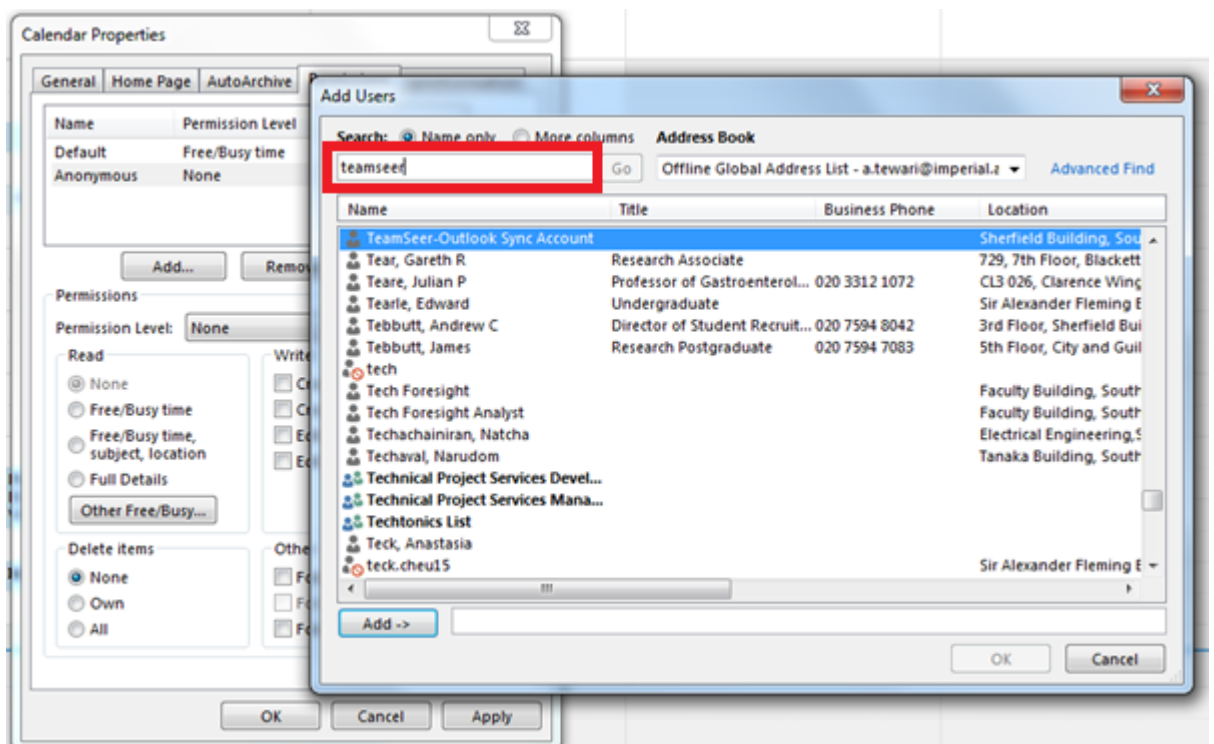 Calendar Properties
General Home Page AutoArchive
Name Permission Level
Default Free/Busy time
Anonymous None
Add...
Permissions
Permission Level: None
Read
None
Free/Busy time
Free/Busy time,
subject, location
Full Details
Other Free/Busy...
Delete items
None
Own
All
OK Cancel Apply
Add Users
Search: Name only More columns Address Book
teamseer Go Offline Global Address List - a.tewari@imperial.a Advanced Find
Name Title Business Phone Location
TeamSeer-Outlook Sync Account Sherfield Building, Sou
Tear, Gareth R Research Associate 729, 7th Floor, Blackett
Teare, Julian P Professor of Gastroenterol... 020 3312 1072 CL3 026, Clarence Wing
Tearle, Edward Undergraduate Sir Alexander Fleming
Tebbutt, Andrew C Director of Student Recruit... 020 7594 8042 3rd Floor, Sherfield Bui
Tebbutt, James Research Postgraduate 020 7594 7083 5th Floor, City and Guil
tech
Tech Foresight Faculty Building, South
Tech Foresight Analyst Faculty Building, South
Techachainiran, Natcha Electrical Engineering,
Techaval, Narudom Tanaka Building, South
Technical Project Services Devel...
Technical Project Services Mana...
Techtonics List
Teck, Anastasia
teck.cheu15 Sir Alexander Fleming
Add ->
OK Cancel